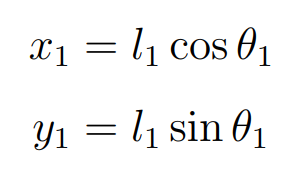 x₁ = l₁ cos θ₁
y₁ = l₁ sin θ₁